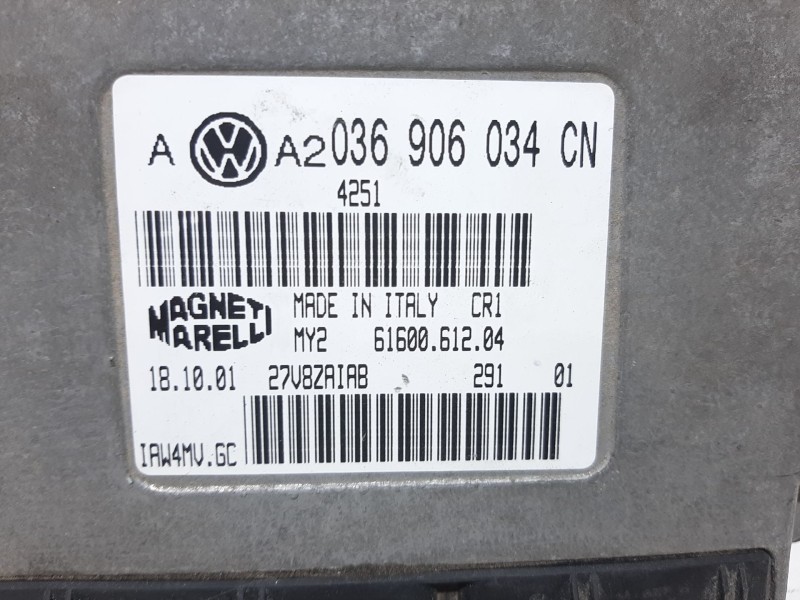 A VW A2 036 906 034 CN
4251
MAGNETI MARELLI
MADE IN ITALY CR1
MY2 61600.612.04
18.10.01 27V8ZAIAB 291 01
IAW4MV.GC